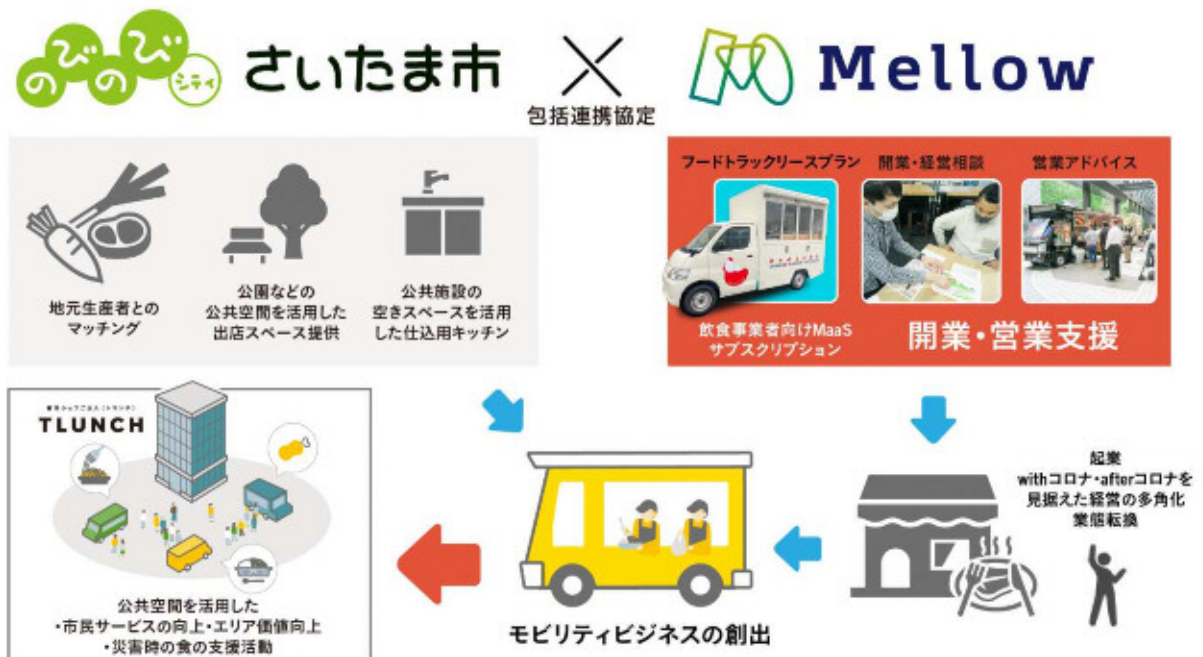 のびのびシティ さいたま市
包括連携協定
Mellow
地元生産者との
マッチング
公園などの
公共空間を活用した
出店スペース提供
公共施設の
空きスペースを活用
した仕込用キッチン
フードトラックリースプラン
開業・経営相談
営業アドバイス
飲食事業者向けMaaS
サブスクリプション
開業・営業支援
TLUNCH
公共空間を活用した
・市民サービスの向上・エリア価値向上
・災害時の食の支援活動
モビリティビジネスの創出
起業
withコロナ・afterコロナを
見据えた経営の多角化
業態転換